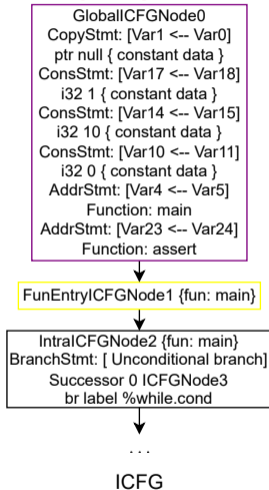 GlobalICFGNode0
CopyStmt: [Var1 <-- Var0]
ptr null { constant data }
ConsStmt: [Var17 <-- Var18]
i32 1 { constant data }
ConsStmt: [Var14 <-- Var15]
i32 10 { constant data }
ConsStmt: [Var10 <-- Var11]
i32 0 { constant data }
AddrStmt: [Var4 <-- Var5]
Function: main
AddrStmt: [Var23 <-- Var24]
Function: assert
FunEntryICFGNode1 {fun: main}
IntraICFGNode2 {fun: main}
BranchStmt: [ Unconditional branch]
Successor 0 ICFGNode3
br label %while.cond
...
ICFG